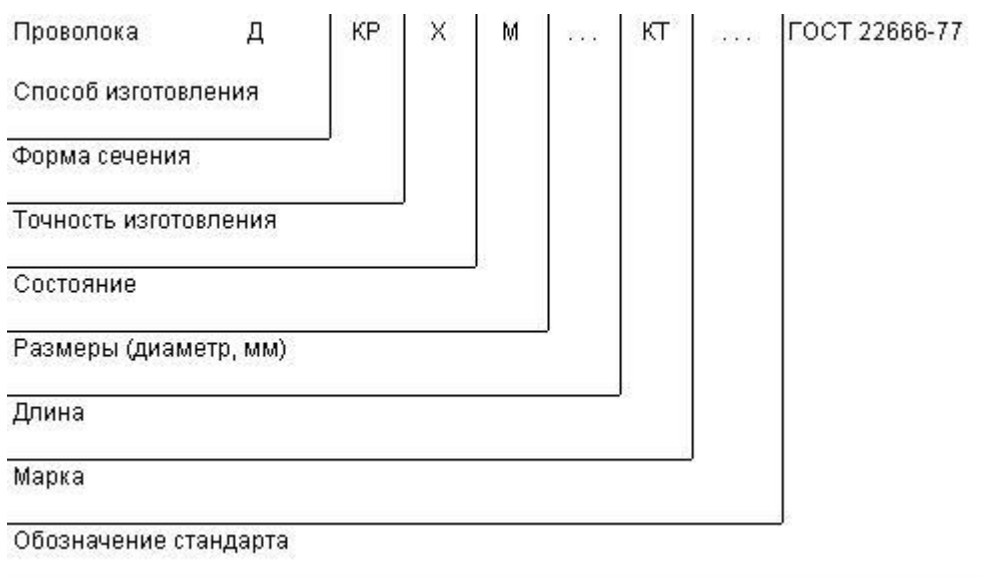 Проволока Д КР Х М ... КТ ... ГОСТ 22666-77
Способ изготовления
Форма сечения
Точность изготовления
Состояние
Размеры (диаметр, мм)
Длина
Марка
Обозначение стандарта